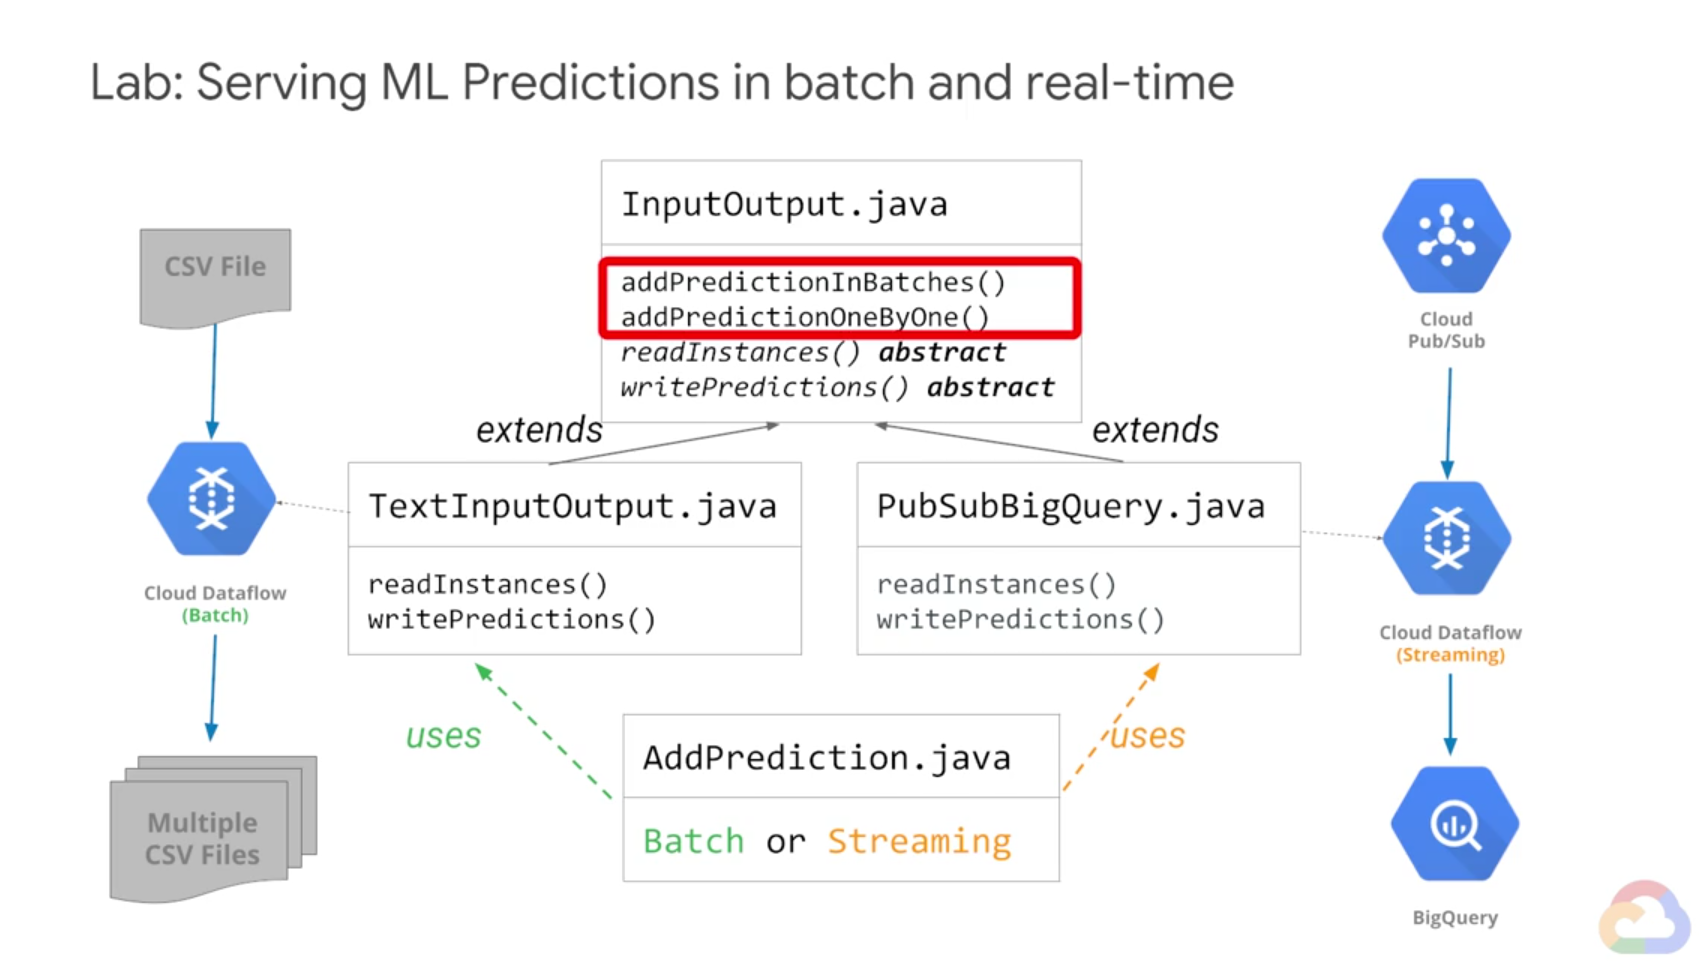 Lab: Serving ML Predictions in batch and real-time
InputOutput.java
addPredictionInBatches()
addPredictionOneByOne()
readInstances() abstract
writePredictions() abstract
CSV File
Cloud
Pub/Sub
extends
extends
TextInputOutput.java
readInstances()
writePredictions()
PubSubBigQuery.java
readInstances()
writePredictions()
Cloud Dataflow
(Batch)
Cloud Dataflow
(Streaming)
uses
uses
AddPrediction.java
Batch or Streaming
Multiple
CSV Files
BigQuery